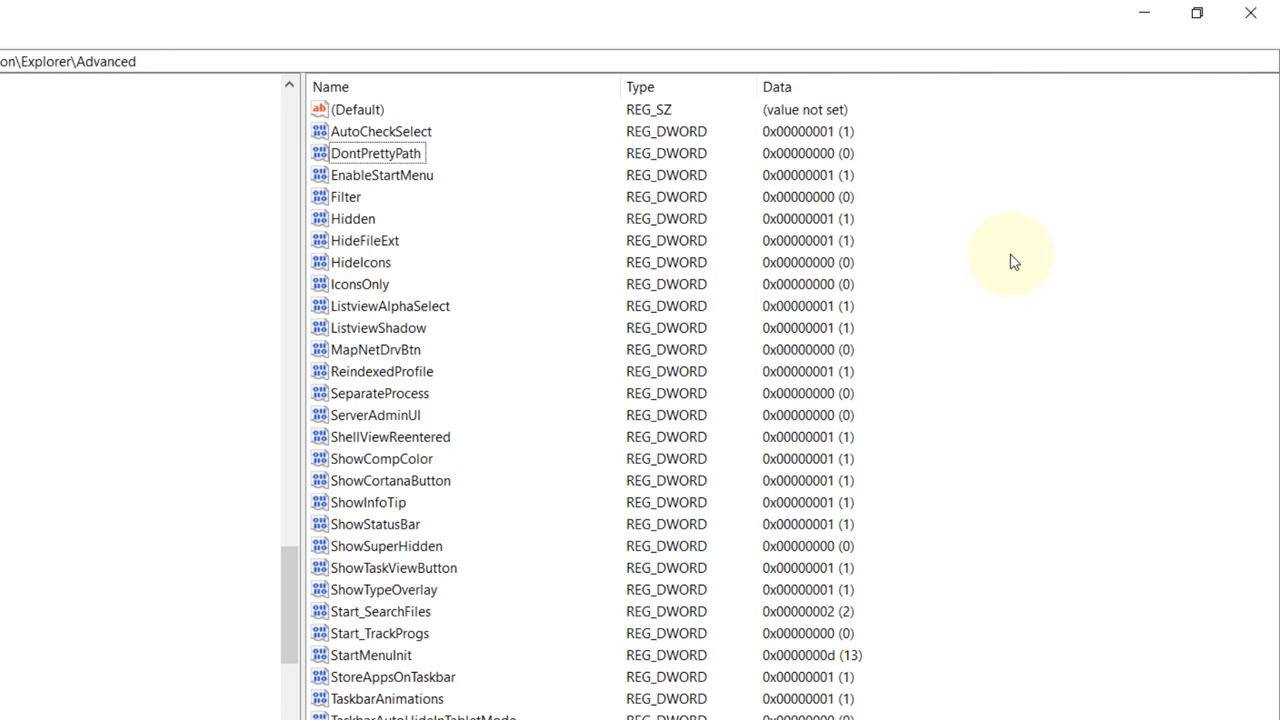 on\Explorer\Advanced
Name Type Data
(Default) REG_SZ (value not set)
AutoCheckSelect REG_DWORD 0x00000001 (1)
DontPrettyPath REG_DWORD 0x00000000 (0)
EnableStartMenu REG_DWORD 0x00000001 (1)
Filter REG_DWORD 0x00000000 (0)
Hidden REG_DWORD 0x00000001 (1)
HideFileExt REG_DWORD 0x00000001 (1)
HideIcons REG_DWORD 0x00000000 (0)
IconsOnly REG_DWORD 0x00000000 (0)
ListviewAlphaSelect REG_DWORD 0x00000001 (1)
ListviewShadow REG_DWORD 0x00000001 (1)
MapNetDrvBtn REG_DWORD 0x00000000 (0)
ReindexedProfile REG_DWORD 0x00000001 (1)
SeparateProcess REG_DWORD 0x00000000 (0)
ServerAdminUI REG_DWORD 0x00000000 (0)
ShellViewReentered REG_DWORD 0x00000001 (1)
ShowCompColor REG_DWORD 0x00000001 (1)
ShowCortanaButton REG_DWORD 0x00000001 (1)
ShowInfoTip REG_DWORD 0x00000001 (1)
ShowStatusBar REG_DWORD 0x00000001 (1)
ShowSuperHidden REG_DWORD 0x00000000 (0)
ShowTaskViewButton REG_DWORD 0x00000001 (1)
ShowTypeOverlay REG_DWORD 0x00000001 (1)
Start_SearchFiles REG_DWORD 0x00000002 (2)
Start_TrackProgs REG_DWORD 0x00000000 (0)
StartMenuInit REG_DWORD 0x0000000d (13)
StoreAppsOnTaskbar REG_DWORD 0x00000001 (1)
TaskbarAnimations REG_DWORD 0x00000001 (1)
TaskbarAutoHideInTabletMode REG_DWORD 0x00000000 (0)